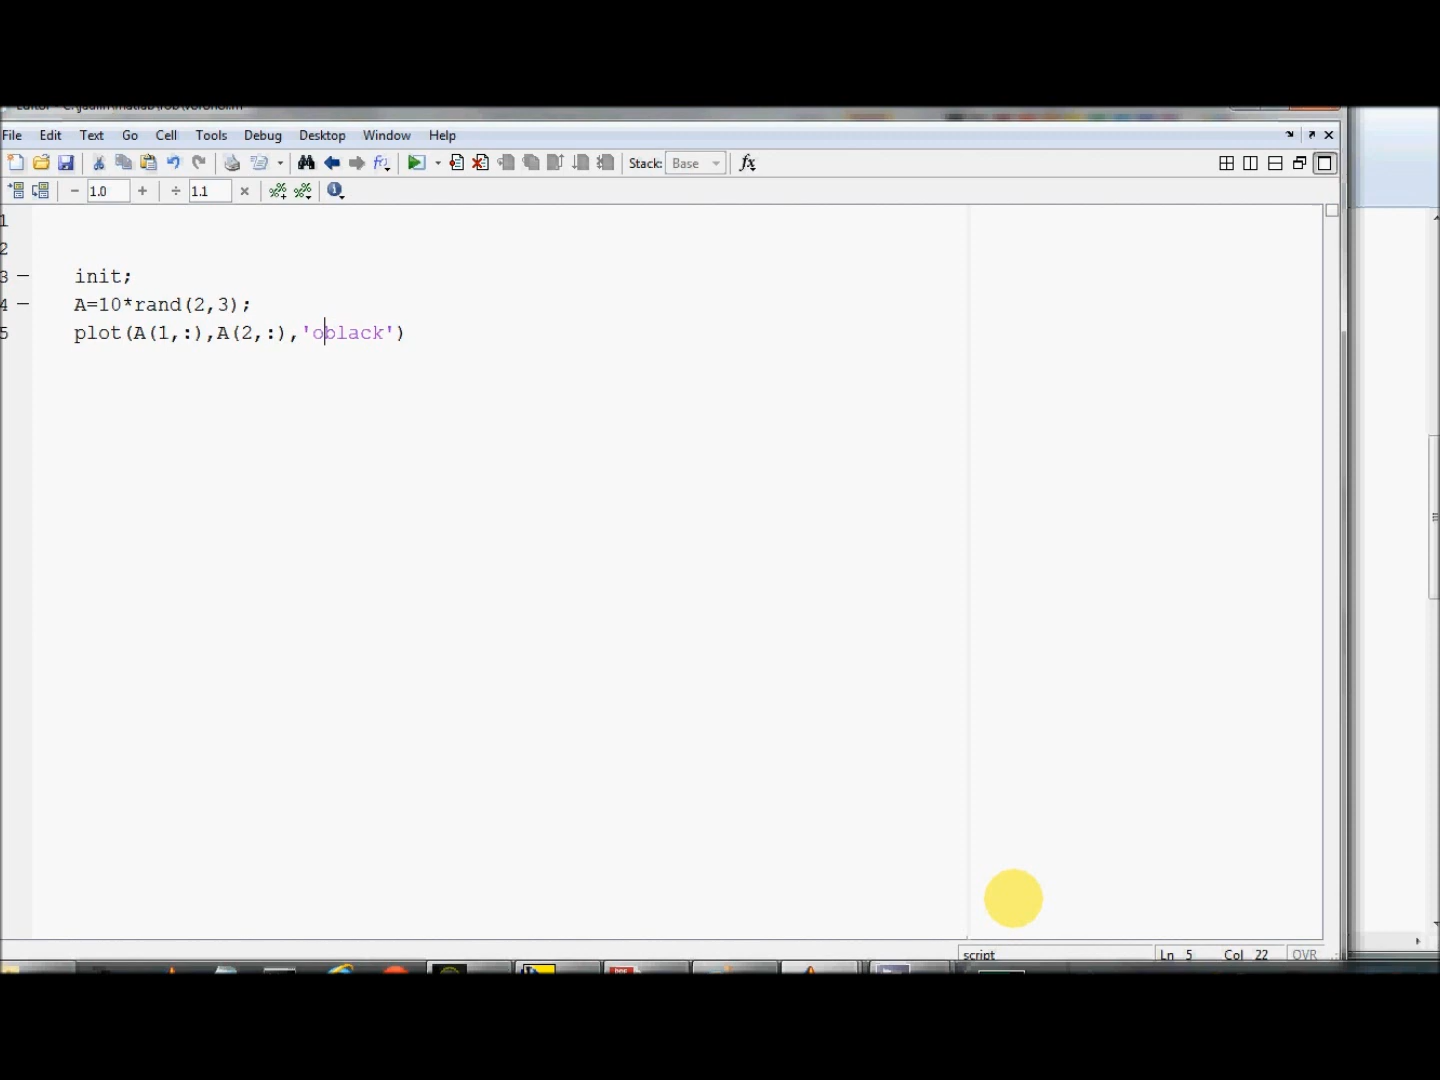 File Edit Text Go Cell Tools Debug Desktop Window Help
Stack: Base fx
− 1.0 + ÷ 1.1 ×
1
2
3 − init;
4 − A=10*rand(2,3);
5 plot(A(1,:),A(2,:),'oblack')
script Ln 5 Col 22 OVR